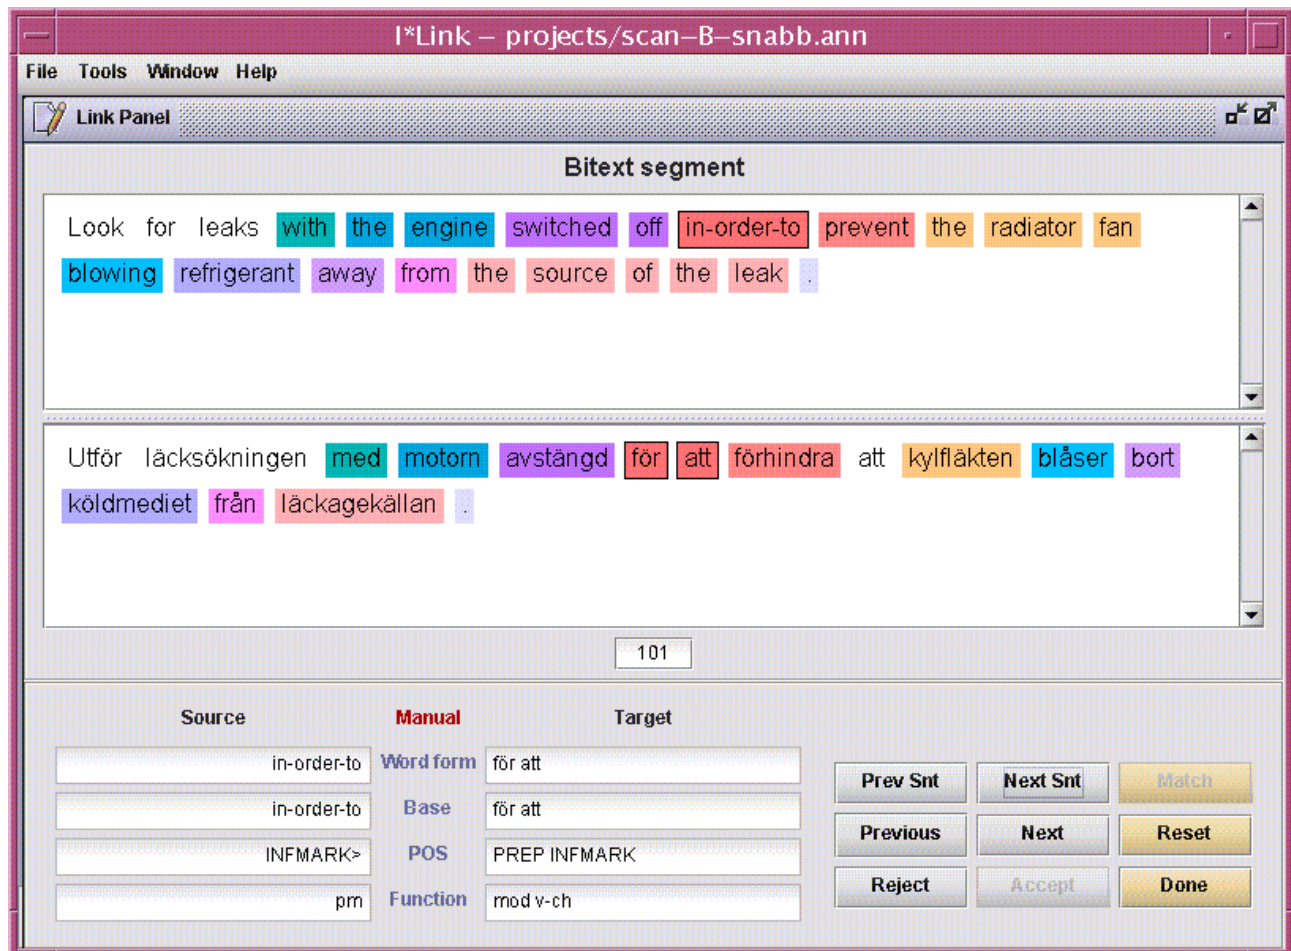 I*Link – projects/scan–B–snabb.ann
File Tools Window Help
Link Panel
Bitext segment
Look for leaks with the engine switched off in-order-to prevent the radiator fan
blowing refrigerant away from the source of the leak .
Utför läcksökningen med motorn avstängd för att förhindra att kylfläkten blåser bort
köldmediet från läckagekällan .
101
Source Manual Target
in-order-to Word form för att
in-order-to Base för att
INFMARK> POS PREP INFMARK
prn Function mod v-ch
Prev Snt Next Snt Match
Previous Next Reset
Reject Accept Done